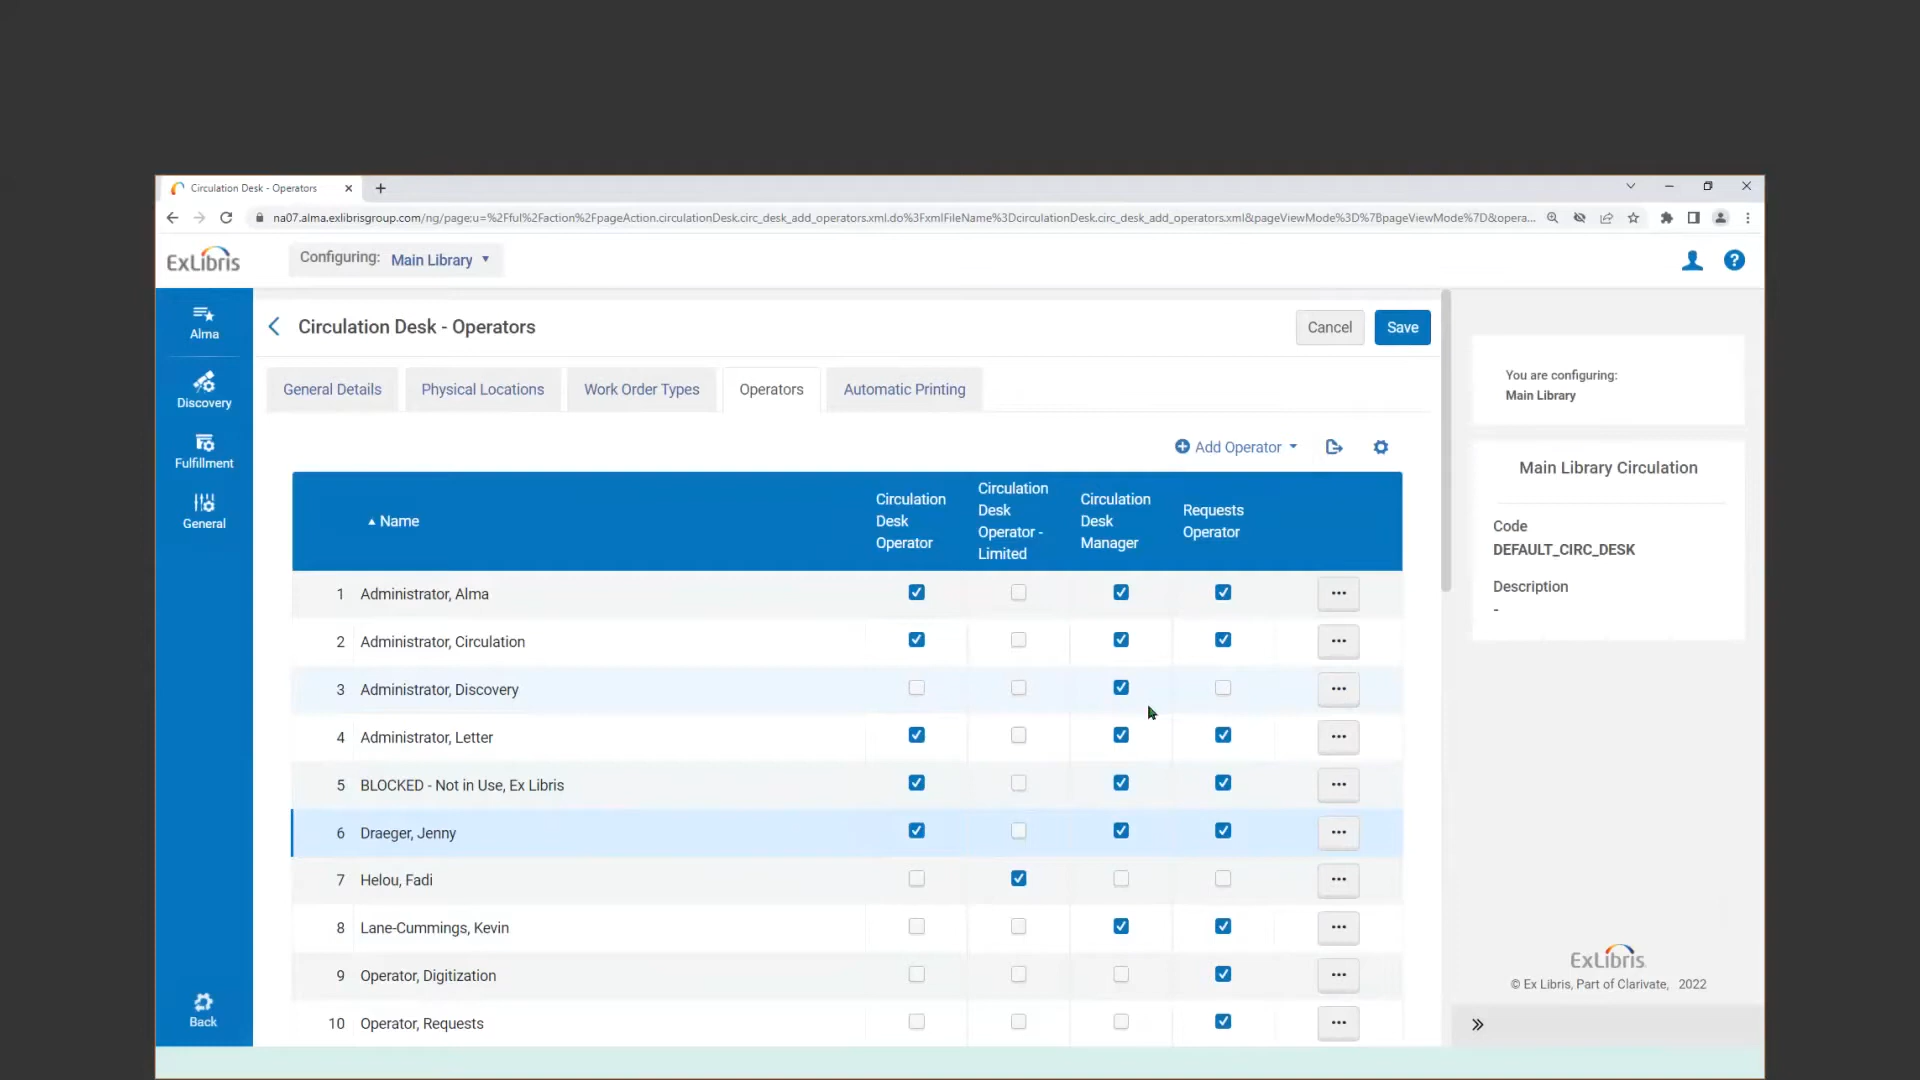 Circulation Desk - Operators
na07.alma.exlibrisgroup.com/ng/page;u=%2Fful%2Faction%2FpageAction.circulationDesk.circ_desk_add_operators.xml.do%3FxmlFileName%3DcirculationDesk.circ_desk_add_operators.xml&pageViewMode%3D%7BpageViewMode%7D&opera...
ExLibris
Configuring: Main Library
?
Alma
Discovery
Fulfillment
General
Back
Circulation Desk - Operators
Cancel
Save
General Details
Physical Locations
Work Order Types
Operators
Automatic Printing
Add Operator
Name
Circulation
Desk
Operator
Circulation
Desk
Operator -
Limited
Circulation
Desk
Manager
Requests
Operator
1 Administrator, Alma
2 Administrator, Circulation
3 Administrator, Discovery
4 Administrator, Letter
5 BLOCKED - Not in Use, Ex Libris
6 Draeger, Jenny
7 Helou, Fadi
8 Lane-Cummings, Kevin
9 Operator, Digitization
10 Operator, Requests
You are configuring:
Main Library
Main Library Circulation
Code
DEFAULT_CIRC_DESK
Description
-
ExLibris
© Ex Libris, Part of Clarivate, 2022